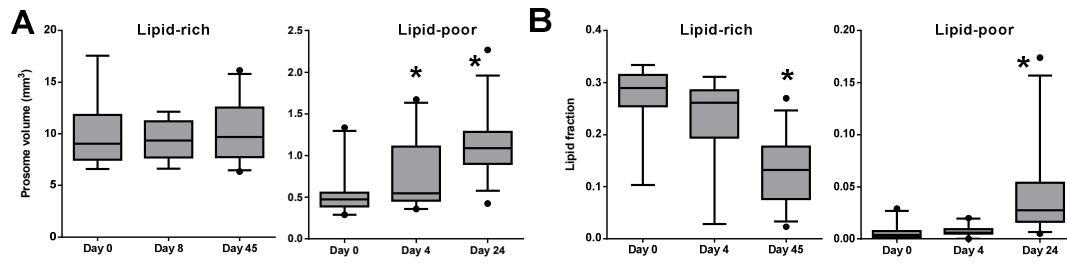 A
Lipid-rich
Prosome volume (mm3)
20
15
10
5
0
Day 0
Day 8
Day 45
Lipid-poor
2.5
2.0
1.5
1.0
0.5
0.0
*
*
Day 0
Day 4
Day 24
B
Lipid-rich
Lipid fraction
0.4
0.3
0.2
0.1
0.0
*
Day 0
Day 4
Day 45
Lipid-poor
0.20
0.15
0.10
0.05
0.00
*
Day 0
Day 4
Day 24